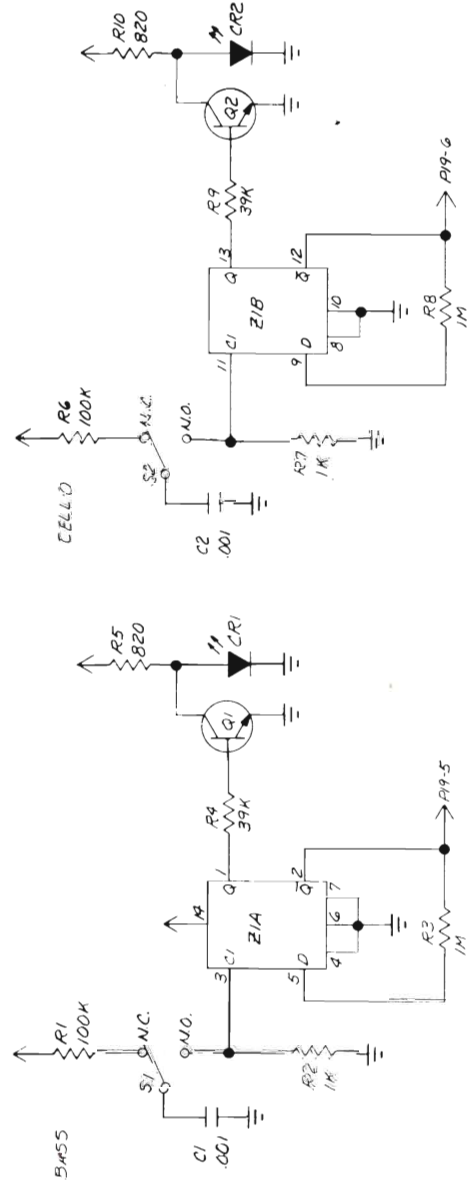 BASS
R1
100K
N.C.
S1
N.O.
C1
.001
R2
1K
3
C1
14
Z1A
Q
1
R4
39K
Q1
R5
820
CR1
5
D
4
6
7
Q̅
2
R3
1M
P19-5
CELLO
R6
100K
N.C.
S2
N.O.
C2
.001
R7
1K
11
C1
Z1B
Q
13
R9
39K
Q2
R10
820
CR2
9
D
8
10
Q̅
12
R8
1M
P19-6